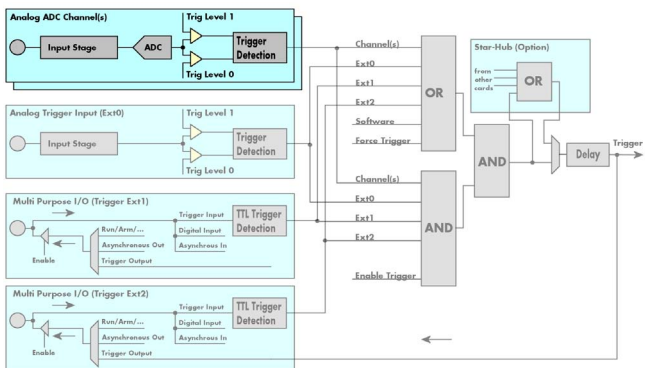 Analog ADC Channel(s)
Trig Level 1
Input Stage
ADC
Trigger
Detection
Trig Level 0
Analog Trigger Input (Ext0)
Trig Level 1
Input Stage
Trigger
Detection
Trig Level 0
Multi Purpose I/O (Trigger Ext1)
Trigger Input
TTL Trigger
Detection
Run/Arm/...
Digital Input
Asynchronous Out
Asynchrous In
Enable
Trigger Output
Multi Purpose I/O (Trigger Ext2)
Trigger Input
TTL Trigger
Detection
Run/Arm/...
Digital Input
Asynchronous Out
Asynchrous In
Enable
Trigger Output
Channel(s)
Ext0
Ext1
OR
Ext2
Software
Force Trigger
Channel(s)
Ext0
Ext1
AND
Ext2
Enable Trigger
AND
Star-Hub (Option)
from
other
cards
OR
Delay
Trigger